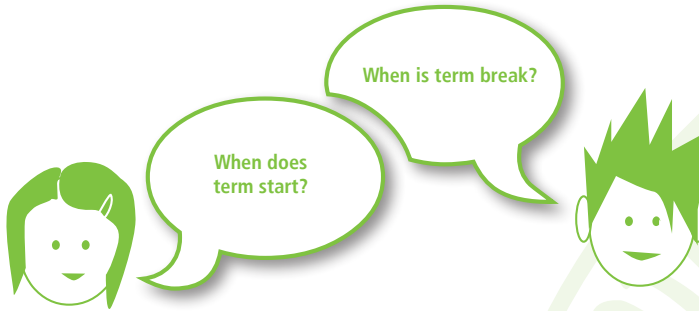 When is term break?
When does
term start?